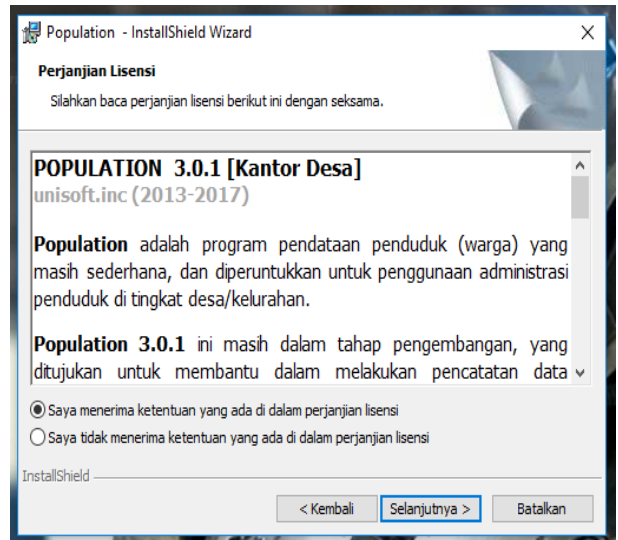 Population - InstallShield Wizard
Perjanjian Lisensi
Silahkan baca perjanjian lisensi berikut ini dengan seksama.
POPULATION 3.0.1 [Kantor Desa]
unisoft.inc (2013-2017)
Population adalah program pendataan penduduk (warga) yang
masih sederhana, dan diperuntukkan untuk penggunaan administrasi
penduduk di tingkat desa/kelurahan.
Population 3.0.1 ini masih dalam tahap pengembangan, yang
ditujukan untuk membantu dalam melakukan pencatatan data
Saya menerima ketentuan yang ada di dalam perjanjian lisensi
Saya tidak menerima ketentuan yang ada di dalam perjanjian lisensi
InstallShield
< Kembali Selanjutnya > Batalkan